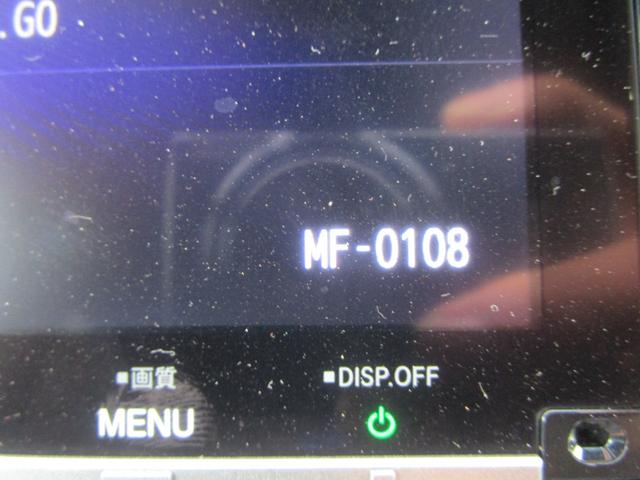 .GO
MF-0108
■画質 ■DISP.OFF
MENU